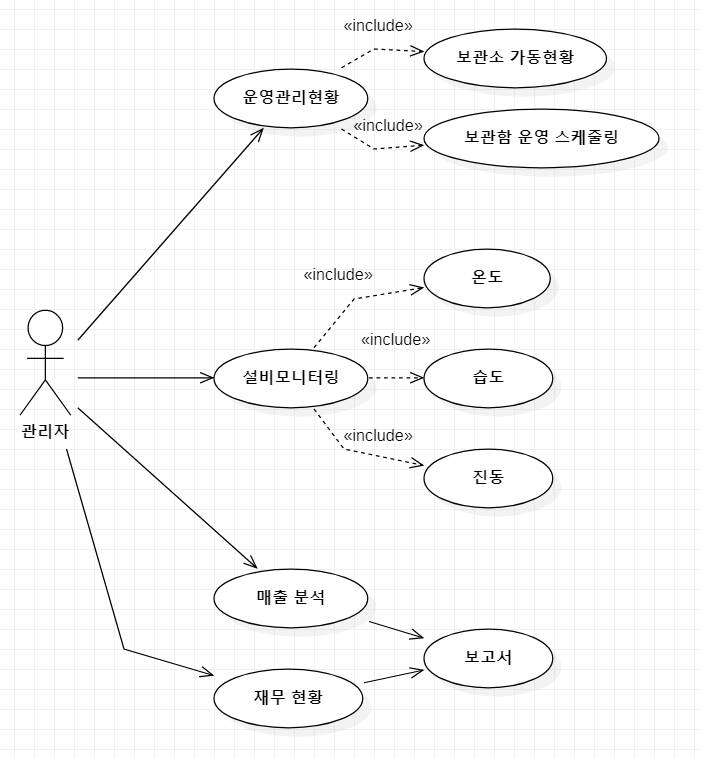 «include»
보관소 가동현황
운영관리현황
«include»
보관함 운영 스케줄링
«include»
온도
«include»
설비모니터링
습도
관리자
«include»
진동
매출 분석
보고서
재무 현황